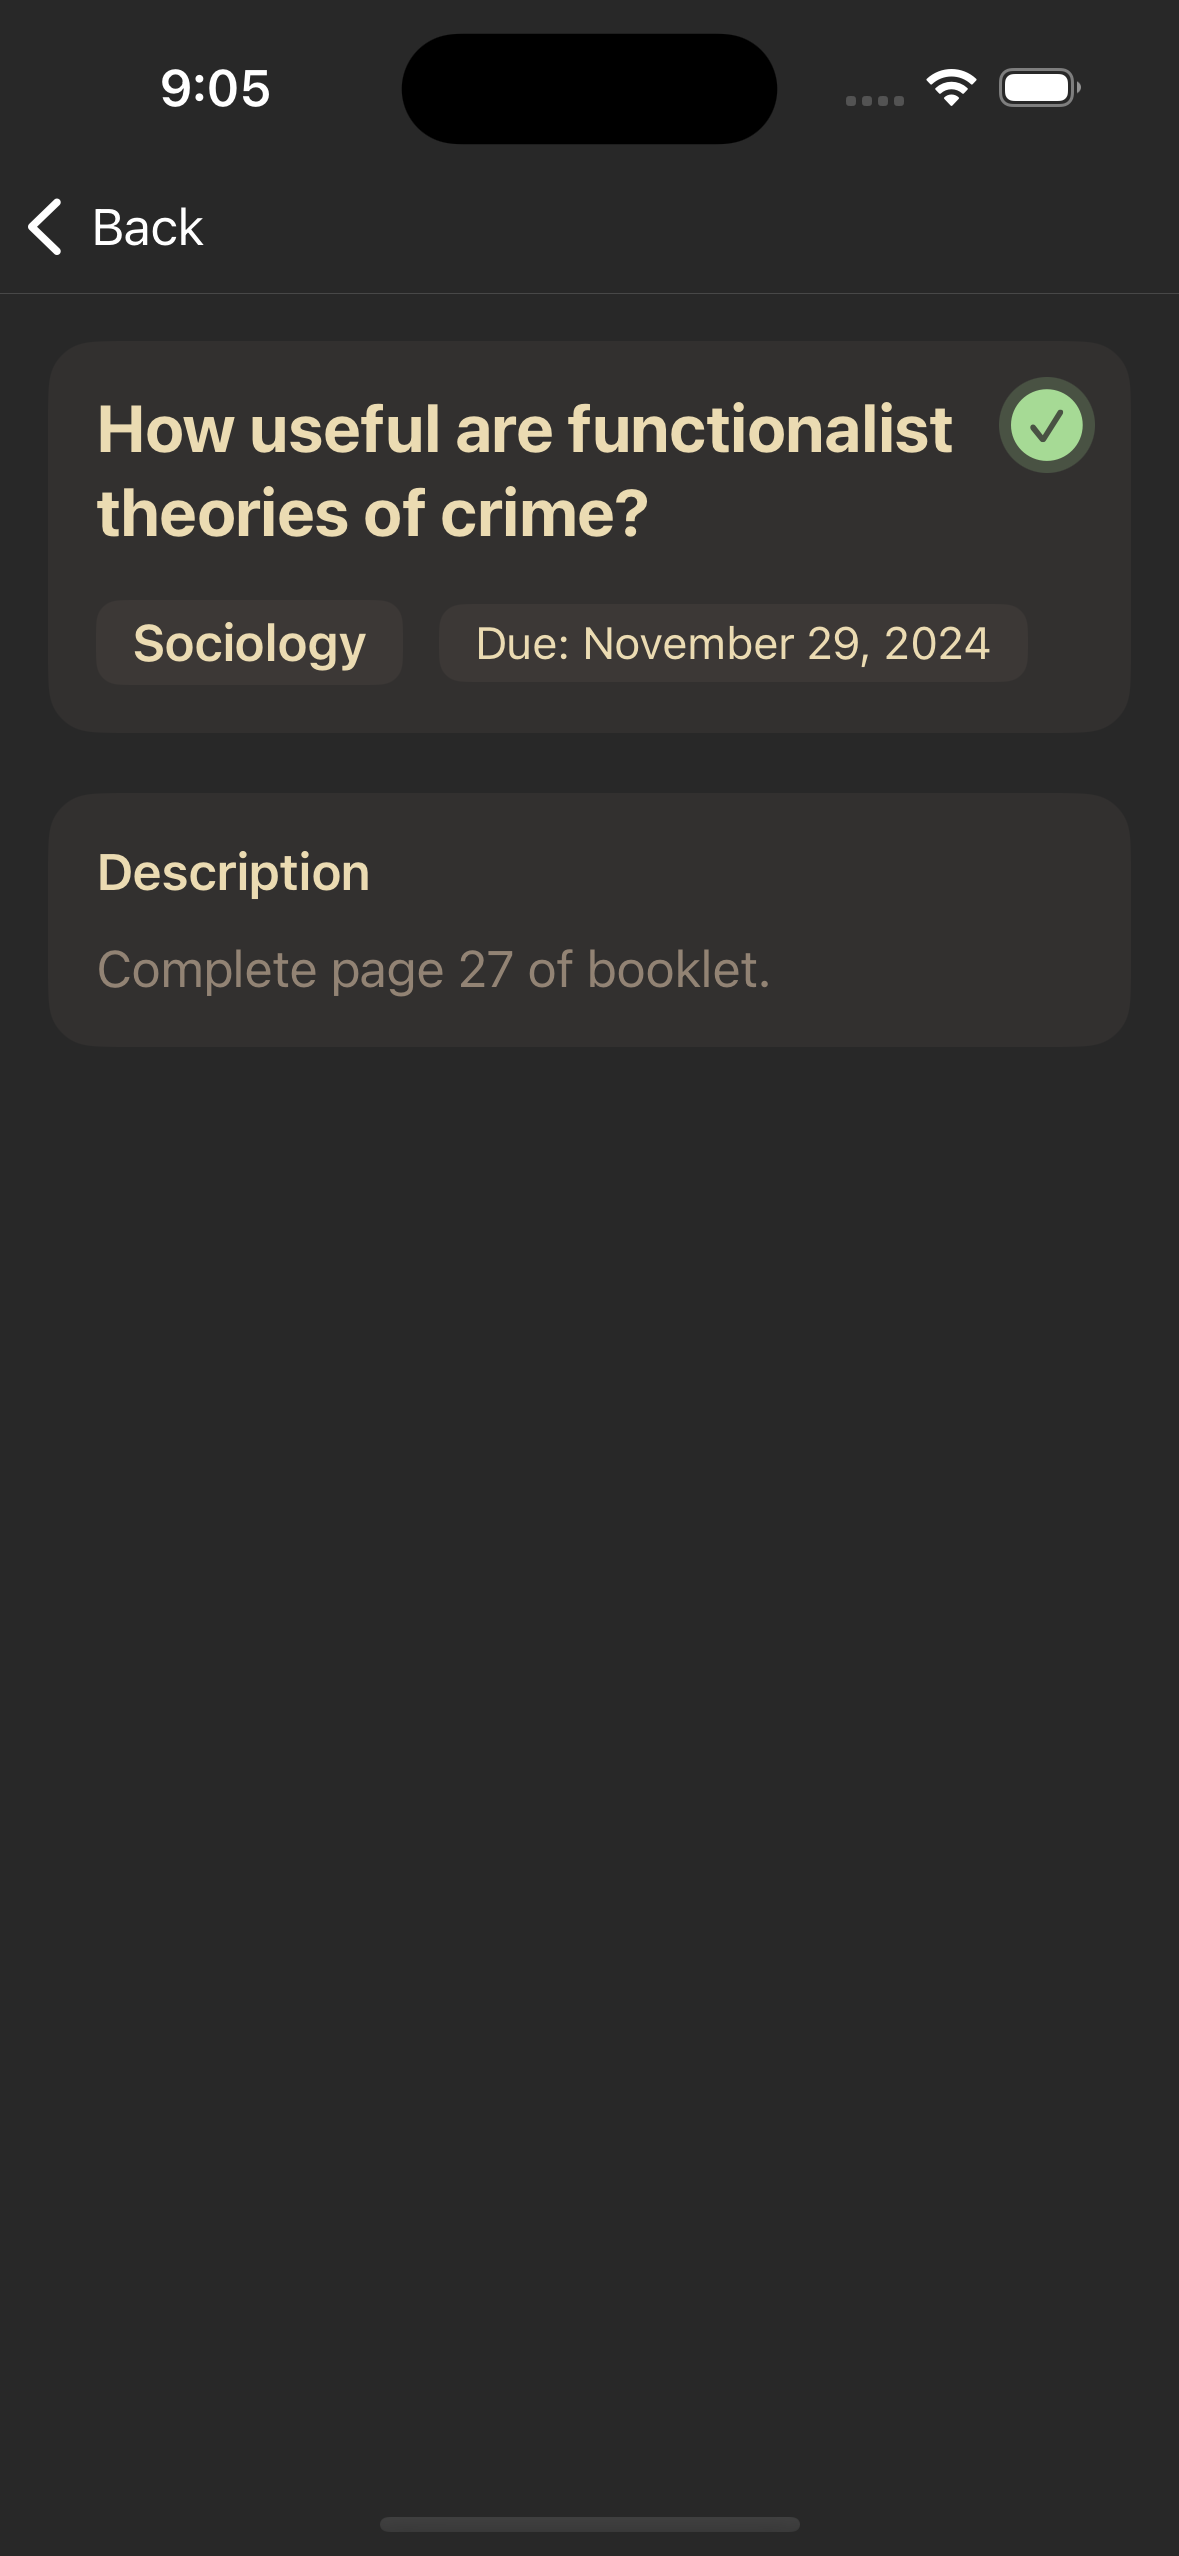 9:05
Back
How useful are functionalist
theories of crime?
Sociology
Due: November 29, 2024
Description
Complete page 27 of booklet.